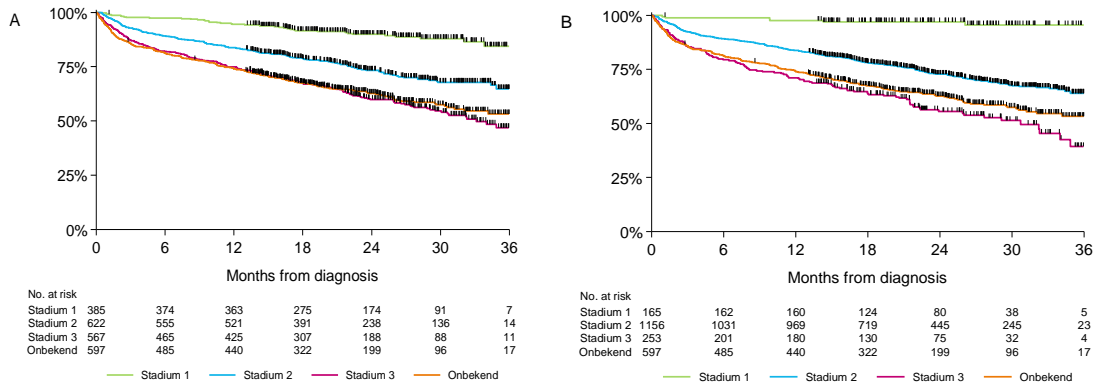 A
100%
75%
50%
25%
0%
0 6 12 18 24 30 36
Months from diagnosis
No. at risk
Stadium 1 385 374 363 275 174 91 7
Stadium 2 622 555 521 391 238 136 14
Stadium 3 567 465 425 307 188 88 11
Onbekend 597 485 440 322 199 96 17
Stadium 1 Stadium 2 Stadium 3 Onbekend
B
100%
75%
50%
25%
0%
0 6 12 18 24 30 36
Months from diagnosis
No. at risk
Stadium 1 165 162 160 124 80 38 5
Stadium 2 1156 1031 969 719 445 245 23
Stadium 3 253 201 180 130 75 32 4
Onbekend 597 485 440 322 199 96 17
Stadium 1 Stadium 2 Stadium 3 Onbekend